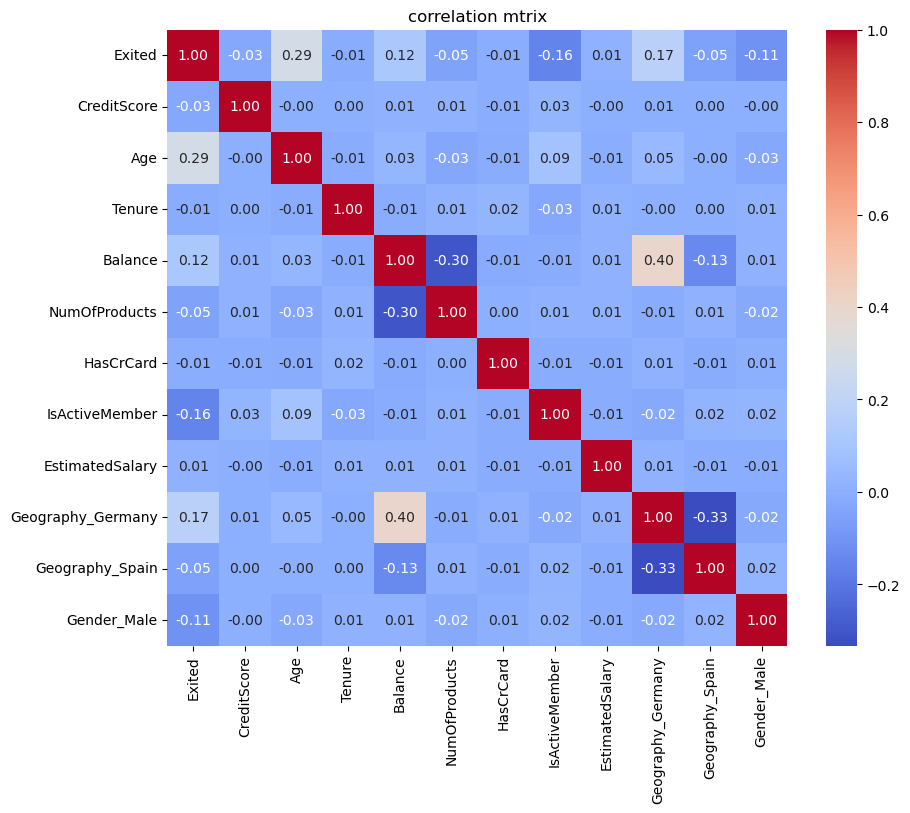 correlation mtrix
Exited 1.00 -0.03 0.29 -0.01 0.12 -0.05 -0.01 -0.16 0.01 0.17 -0.05 -0.11
CreditScore -0.03 1.00 -0.00 0.00 0.01 0.01 -0.01 0.03 -0.00 0.01 0.00 -0.00
Age 0.29 -0.00 1.00 -0.01 0.03 -0.03 -0.01 0.09 -0.01 0.05 -0.00 -0.03
Tenure -0.01 0.00 -0.01 1.00 -0.01 0.01 0.02 -0.03 0.01 -0.00 0.00 0.01
Balance 0.12 0.01 0.03 -0.01 1.00 -0.30 -0.01 -0.01 0.01 0.40 -0.13 0.01
NumOfProducts -0.05 0.01 -0.03 0.01 -0.30 1.00 0.00 0.01 0.01 -0.01 0.01 -0.02
HasCrCard -0.01 -0.01 -0.01 0.02 -0.01 0.00 1.00 -0.01 -0.01 0.01 -0.01 0.01
IsActiveMember -0.16 0.03 0.09 -0.03 -0.01 0.01 -0.01 1.00 -0.01 -0.02 0.02 0.02
EstimatedSalary 0.01 -0.00 -0.01 0.01 0.01 0.01 -0.01 -0.01 1.00 0.01 -0.01 -0.01
Geography_Germany 0.17 0.01 0.05 -0.00 0.40 -0.01 0.01 -0.02 0.01 1.00 -0.33 -0.02
Geography_Spain -0.05 0.00 -0.00 0.00 -0.13 0.01 -0.01 0.02 -0.01 -0.33 1.00 0.02
Gender_Male -0.11 -0.00 -0.03 0.01 0.01 -0.02 0.01 0.02 -0.01 -0.02 0.02 1.00
Exited
CreditScore
Age
Tenure
Balance
NumOfProducts
HasCrCard
IsActiveMember
EstimatedSalary
Geography_Germany
Geography_Spain
Gender_Male
1.0
0.8
0.6
0.4
0.2
0.0
−0.2